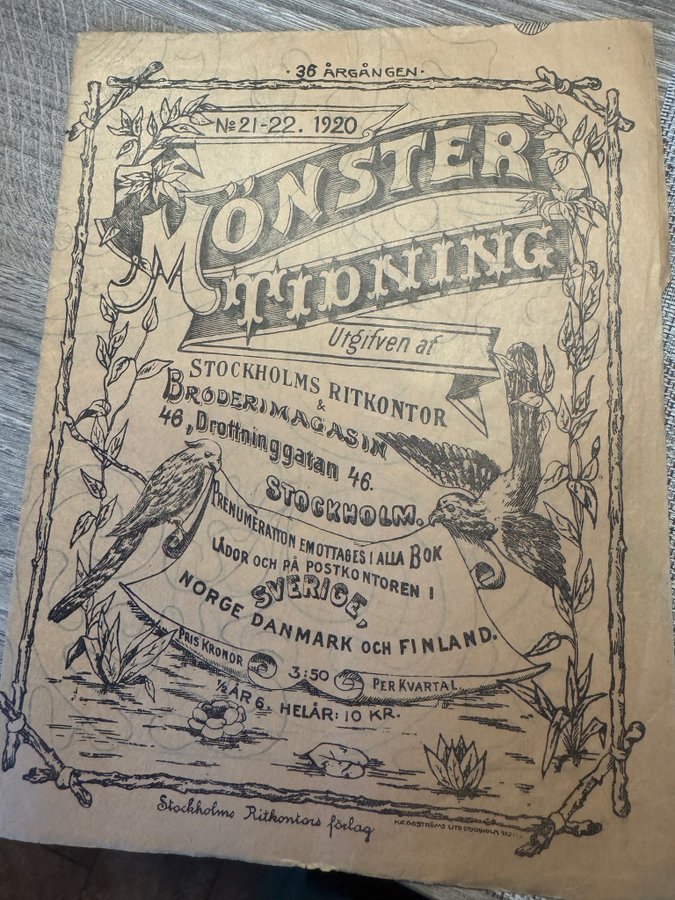 · 36 ÅRGÅNGEN ·
No 21-22. 1920
MÖNSTER
TIDNING
Utgifven af
STOCKHOLMS RITKONTOR
&
BRODERIMAGASIN
46, Drottninggatan 46.
STOCKHOLM.
PRENUMERATION EMOTTAGES I ALLA BOK
LÅDOR OCH PÅ POSTKONTOREN I
SVERIGE,
NORGE DANMARK OCH FINLAND.
PRIS KRONOR 3:50 PER KVARTAL
½ ÅR 6. HELÅR: 10 KR.
Stockholms Ritkontors förlag
LITO. STOCKHOLM